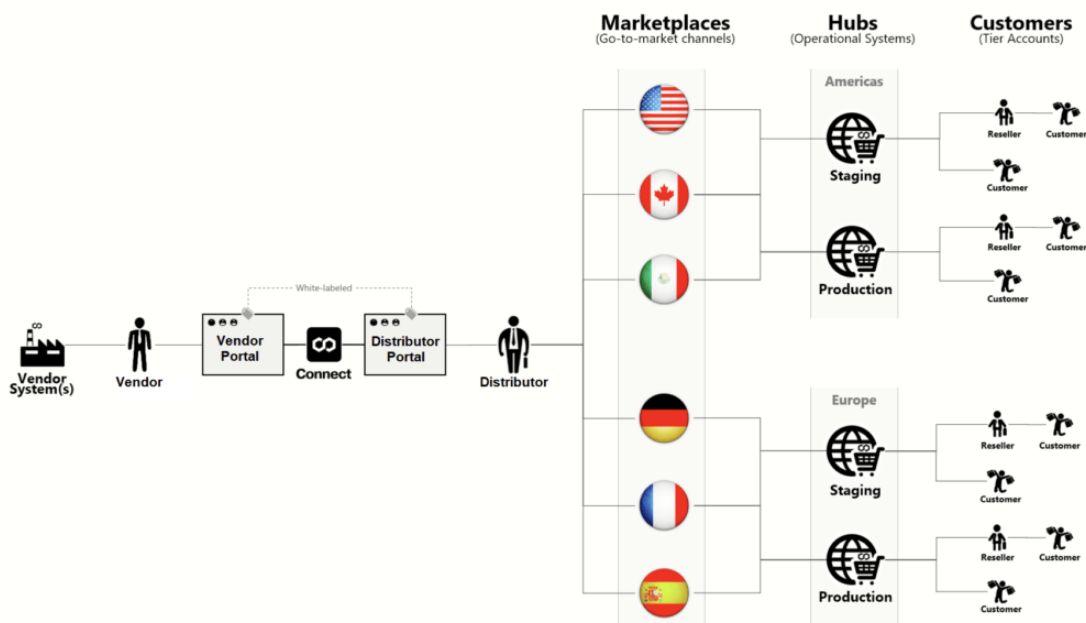 Marketplaces
(Go-to-market channels)
Hubs
(Operational Systems)
Customers
(Tier Accounts)
Americas
Staging
Reseller
Customer
Customer
Production
Reseller
Customer
Customer
White-labeled
Vendor
System(s)
Vendor
Vendor
Portal
Connect
Distributor
Portal
Distributor
Europe
Staging
Reseller
Customer
Customer
Production
Reseller
Customer
Customer